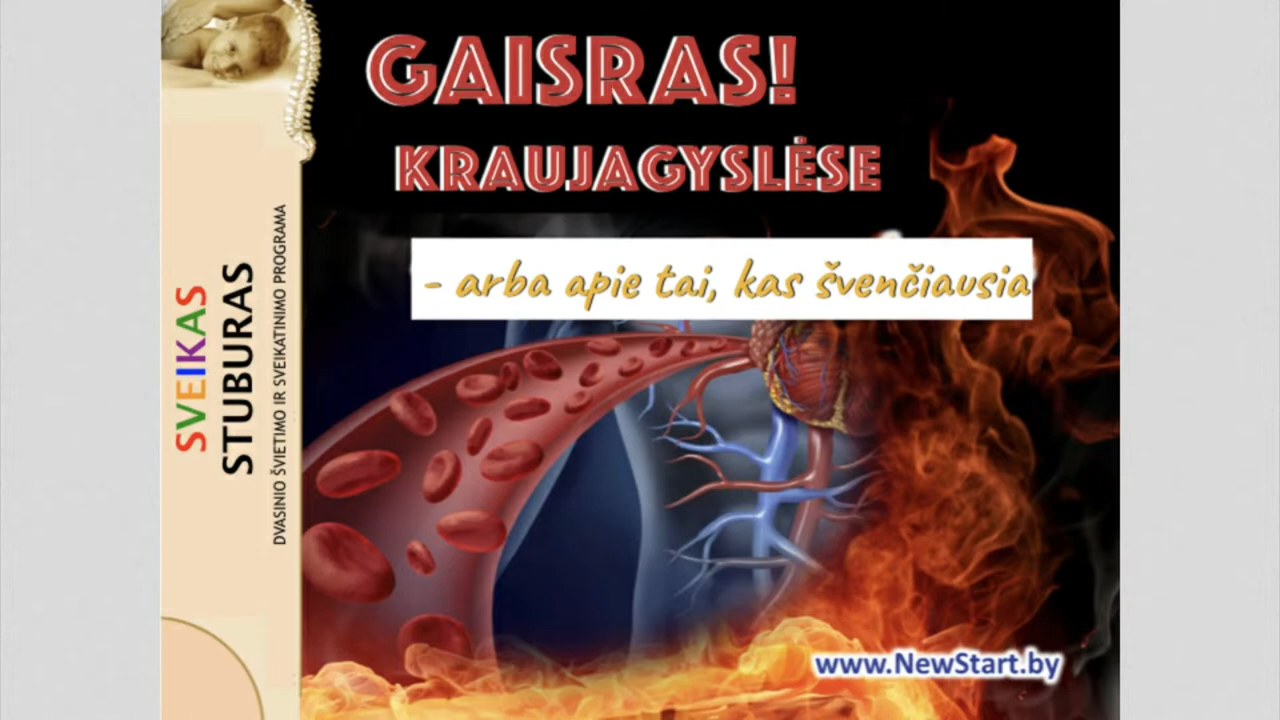 GAISRAS!
KRAUJAGYSLĖSE
- arba apie tai, kas švenčiausia
SVEIKAS
STUBURAS
DVASINIO ŠVIETIMO IR SVEIKATINIMO PROGRAMA
www.NewStart.by